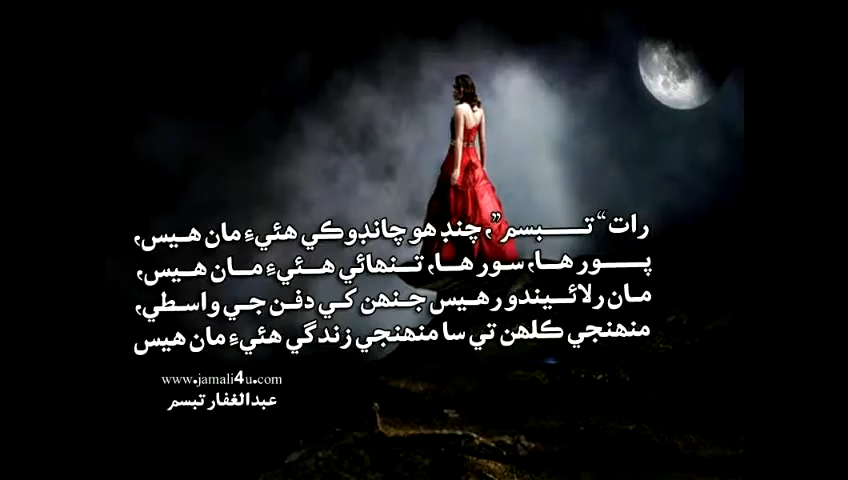 رات “تبسم”، چنڊ هو چانڊوڪي هئيءِ مان هيس،
پور ها، سور ها، تنهائي هئيءِ مان هيس،
مان رلائيندو رهيس جنهن کي دفن جي واسطي،
منهنجي ڪلهن تي سا منهنجي زندگي هئيءِ مان هيس
www.jamali4u.com
عبدالغفار تبسم